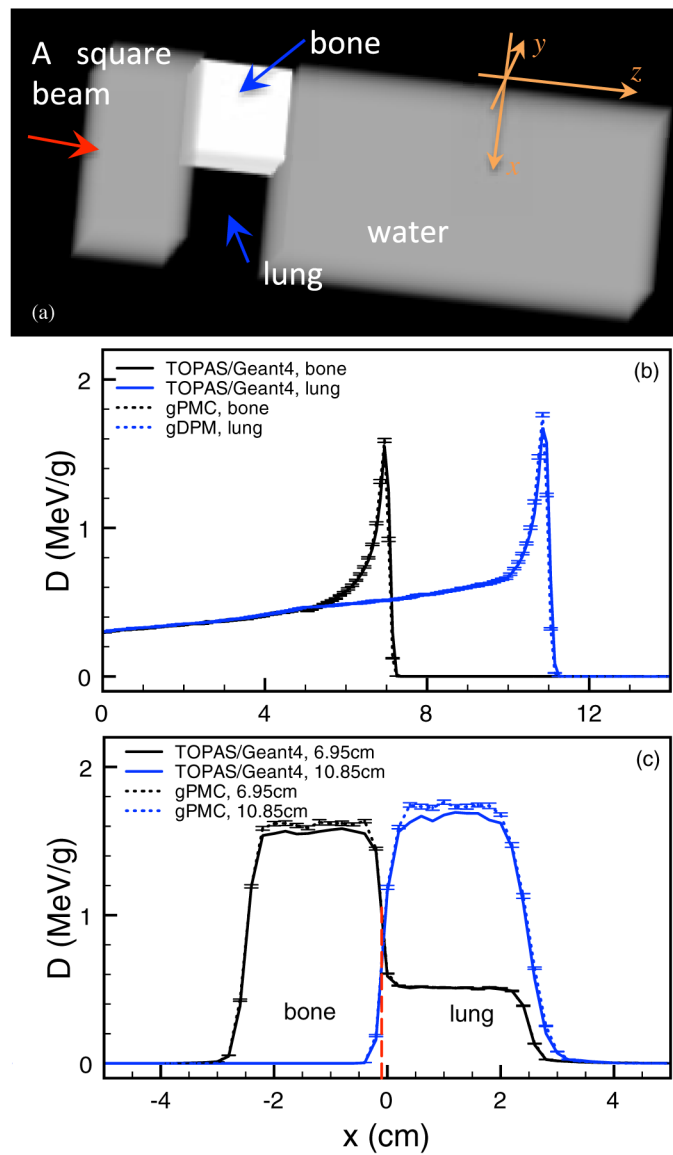 A square
beam
bone
y
z
x
water
lung
(a)
TOPAS/Geant4, bone
TOPAS/Geant4, lung
gPMC, bone
gDPM, lung
(b)
2
1
0
D (MeV/g)
0 4 8 12
TOPAS/Geant4, 6.95cm
TOPAS/Geant4, 10.85cm
gPMC, 6.95cm
gPMC, 10.85cm
(c)
2
1
0
D (MeV/g)
bone
lung
-4 -2 0 2 4
x (cm)